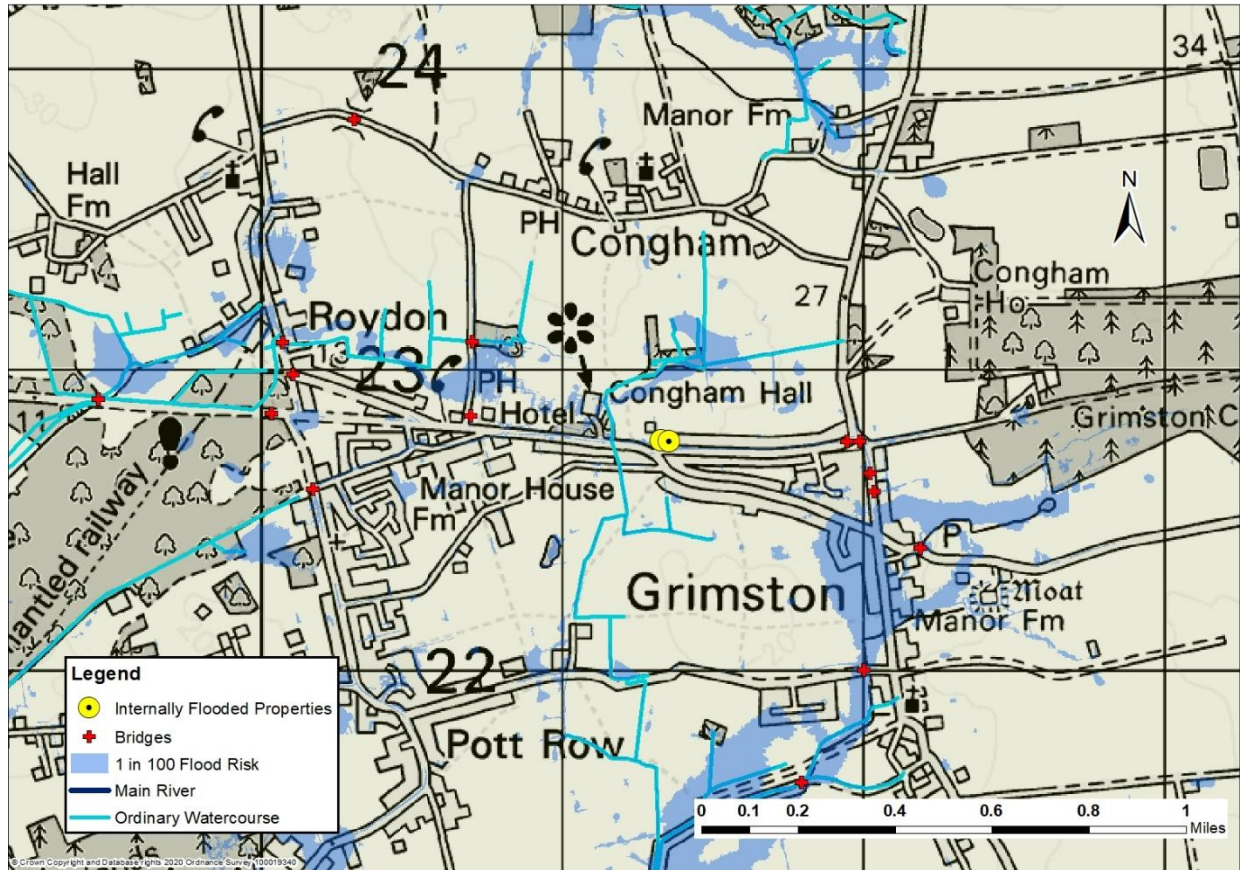 24
34
Manor Fm
Hall
Fm
PH
Congham
N
27
Congham
Ho
Roydon
13
23
PH
Hotel
Congham Hall
11
Grimston C
Manor House
Fm
mantled railway
P
Grimston
Moat
Manor Fm
22
Pott Row
Legend
Internally Flooded Properties
Bridges
1 in 100 Flood Risk
Main River
Ordinary Watercourse
0 0.1 0.2 0.4 0.6 0.8 1
Miles
© Crown Copyright and Database rights 2020 Ordnance Survey 100019340